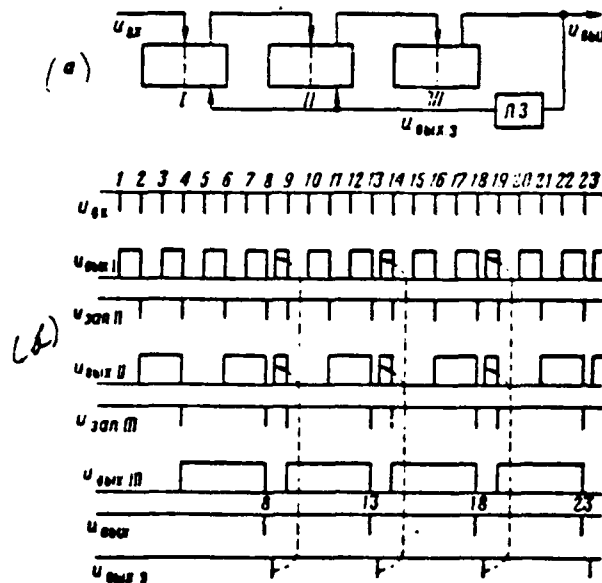 u вх
u вых
(а)
I
II
III
u вых з
ЛЗ
1 2 3 4 5 6 7 8 9 10 11 12 13 14 15 16 17 18 19 20 21 22 23
u вх
u вых I
u зап II
(в)
u вых II
u зап III
u вых III
8 13 18 23
u вых
u вых з